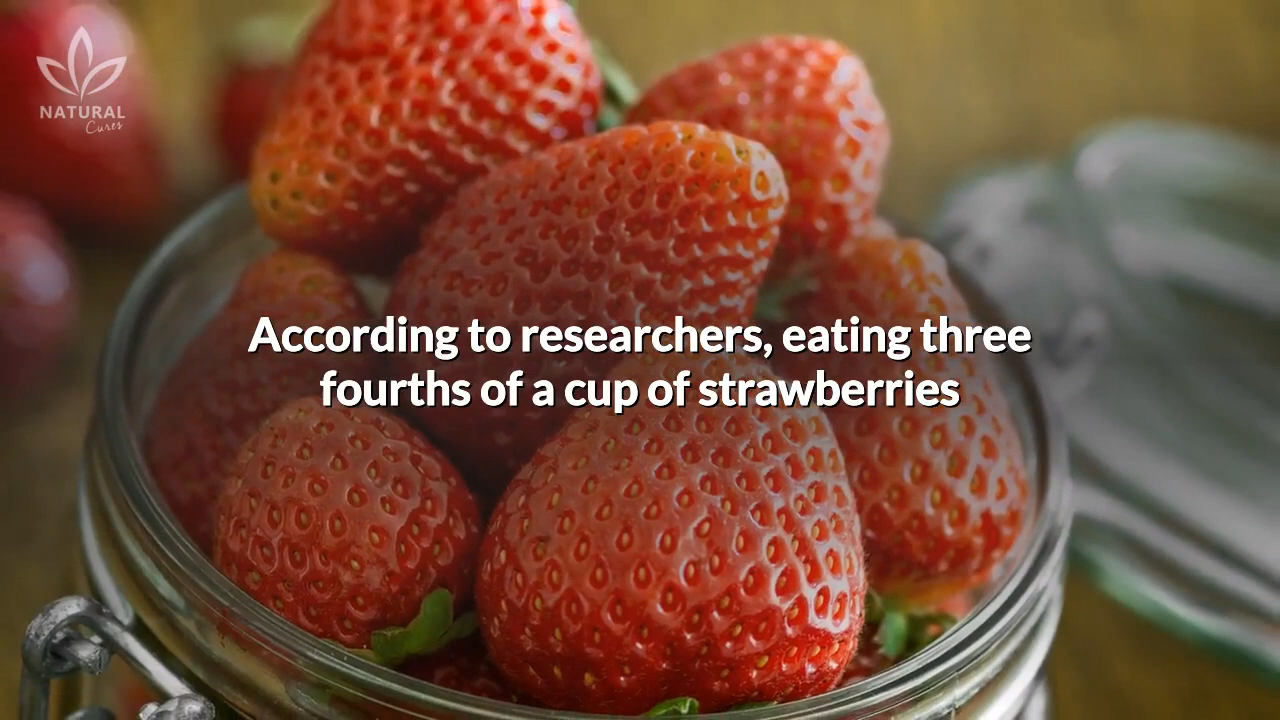 NATURAL
Cures
According to researchers, eating three
fourths of a cup of strawberries